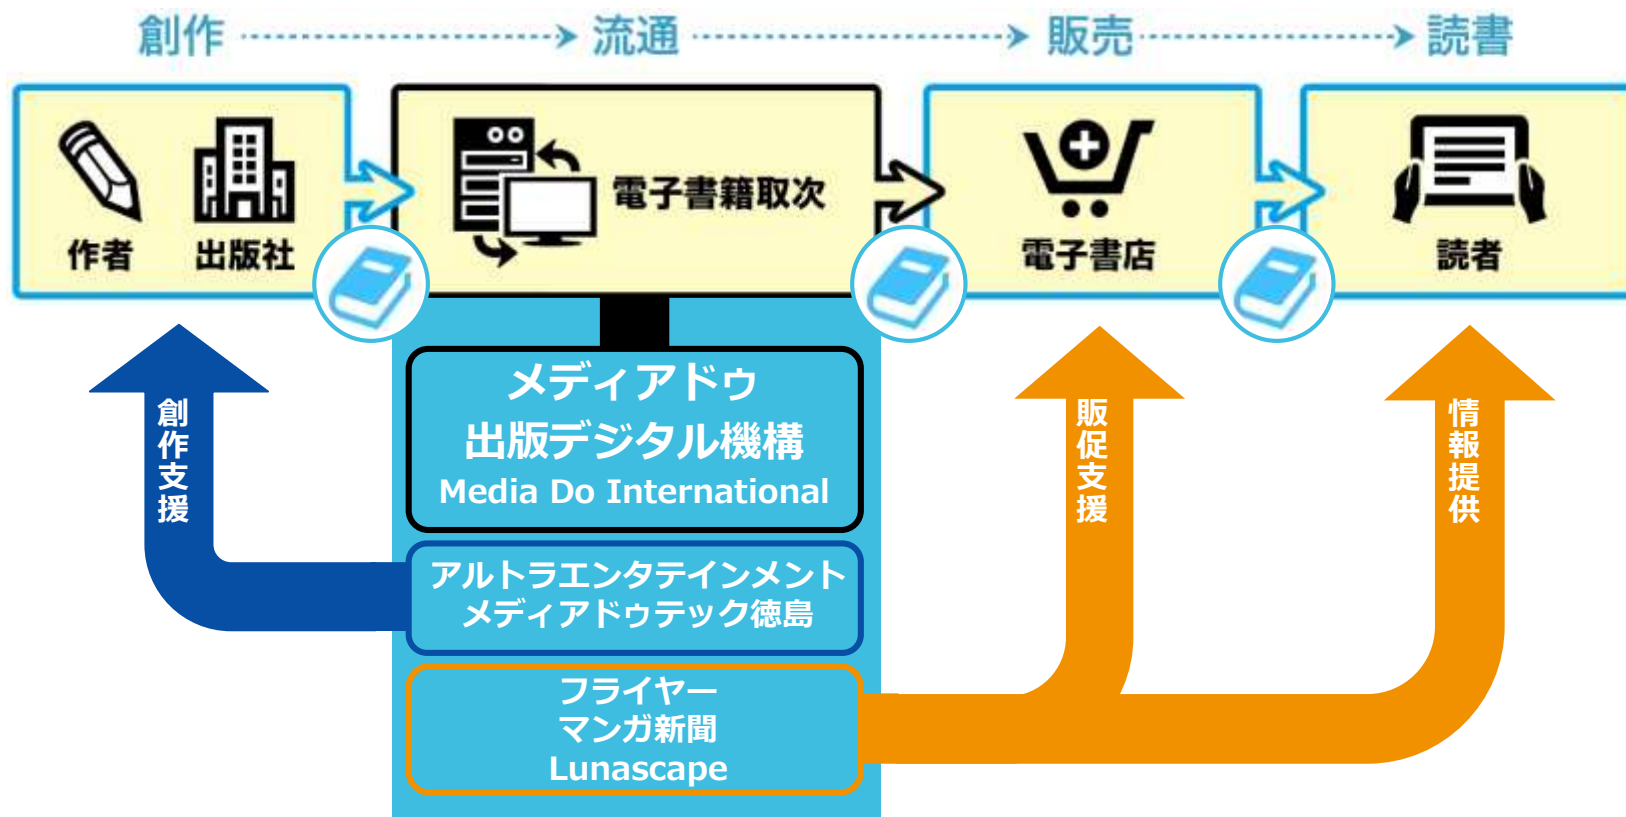 創作
流通
販売
読書
作者
出版社
電子書籍取次
電子書店
読者
メディアドゥ
出版デジタル機構
Media Do International
アルトラエンタテインメント
メディアドゥテック徳島
フライヤー
マンガ新聞
Lunascape
創作支援
販促支援
情報提供